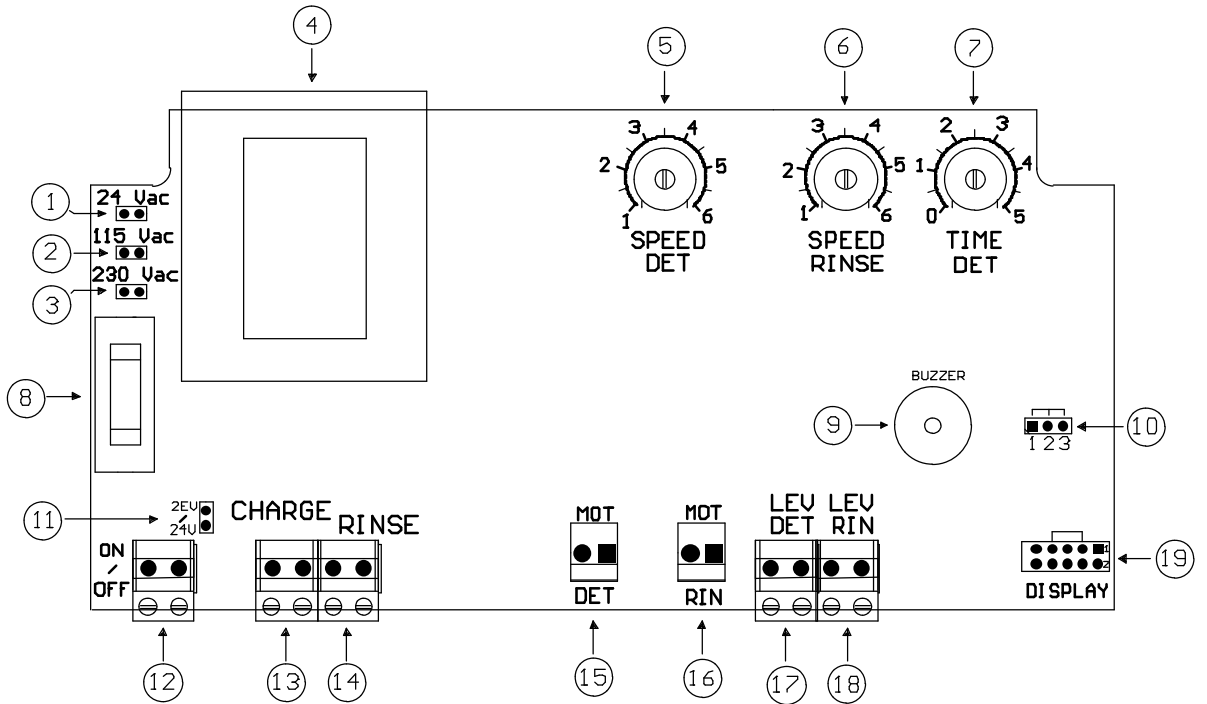 4
5
6
7
1
24 Vac
2
115 Vac
3
230 Vac
1 2 3 4 5 6
SPEED
DET
1 2 3 4 5 6
SPEED
RINSE
0 1 2 3 4 5
TIME
DET
8
BUZZER
9
10
1 2 3
11
2EV
/
24V
CHARGE
RINSE
ON
/
OFF
MOT
DET
MOT
RIN
LEV
DET
LEV
RIN
1
2
DISPLAY
19
12
13
14
15
16
17
18